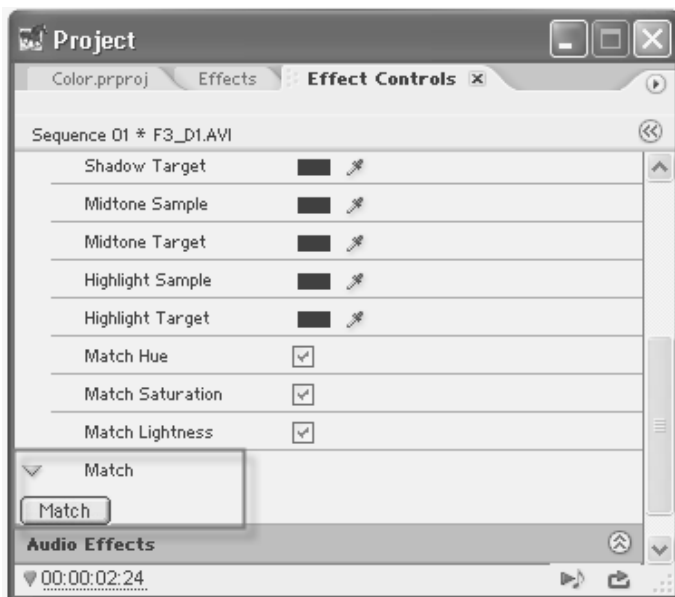 Project
Color.prproj Effects Effect Controls
Sequence 01 * F3_D1.AVI
Shadow Target
Midtone Sample
Midtone Target
Highlight Sample
Highlight Target
Match Hue
Match Saturation
Match Lightness
Match
Match
Audio Effects
00:00:02:24